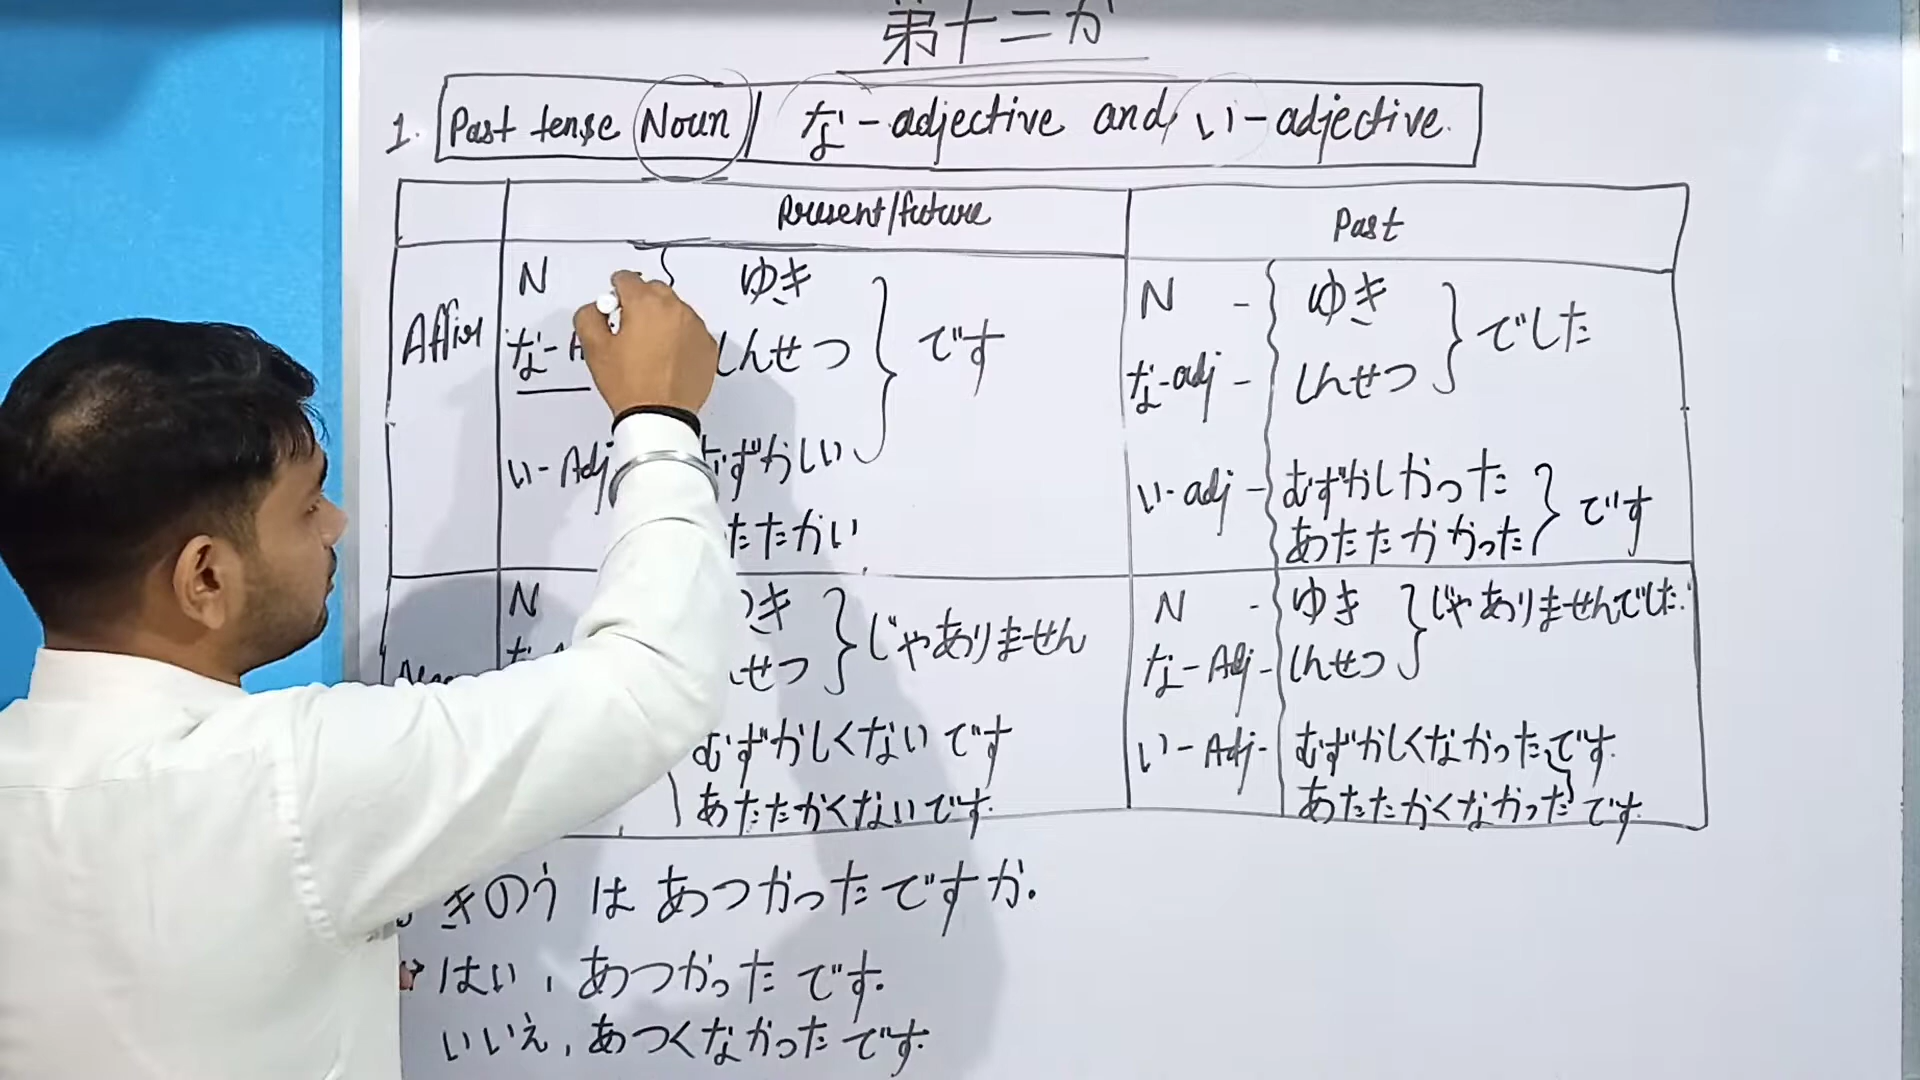 第十二か
1. Past tense Noun / な-adjective and い-adjective.
Present/future Past
Affir
N ゆき です
な-A しんせつ
い-Adj ずかしい
たたかい
N - ゆき でした
な-adj - しんせつ
い-adj - むずかしかった です
あたたかかった
N き じゃありません
せつ
むずかしくないです
あたたかくないです.
N - ゆき じゃありませんでした.
な-Adj- しんせつ
い-Adj- むずかしくなかったです.
あたたかくなかったです.
きのう は あつかったですか.
はい, あつかった です.
いいえ, あつくなかった です.